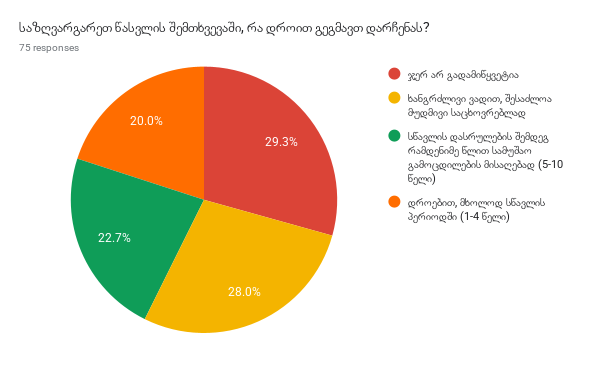 საზღვარგარეთ წასვლის შემთხვევაში, რა დროით გეგმავთ დარჩენას?
75 responses
29.3%
28.0%
22.7%
20.0%
ჯერ არ გადამიწყვეტია
ხანგრძლივი ვადით, შესაძლოა
მუდმივი საცხოვრებლად
სწავლის დასრულების შემდეგ
რამდენიმე წლით სამუშაო
გამოცდილების მისაღებად (5-10
წელი)
დროებით, მხოლოდ სწავლის
პერიოდში (1-4 წელი)